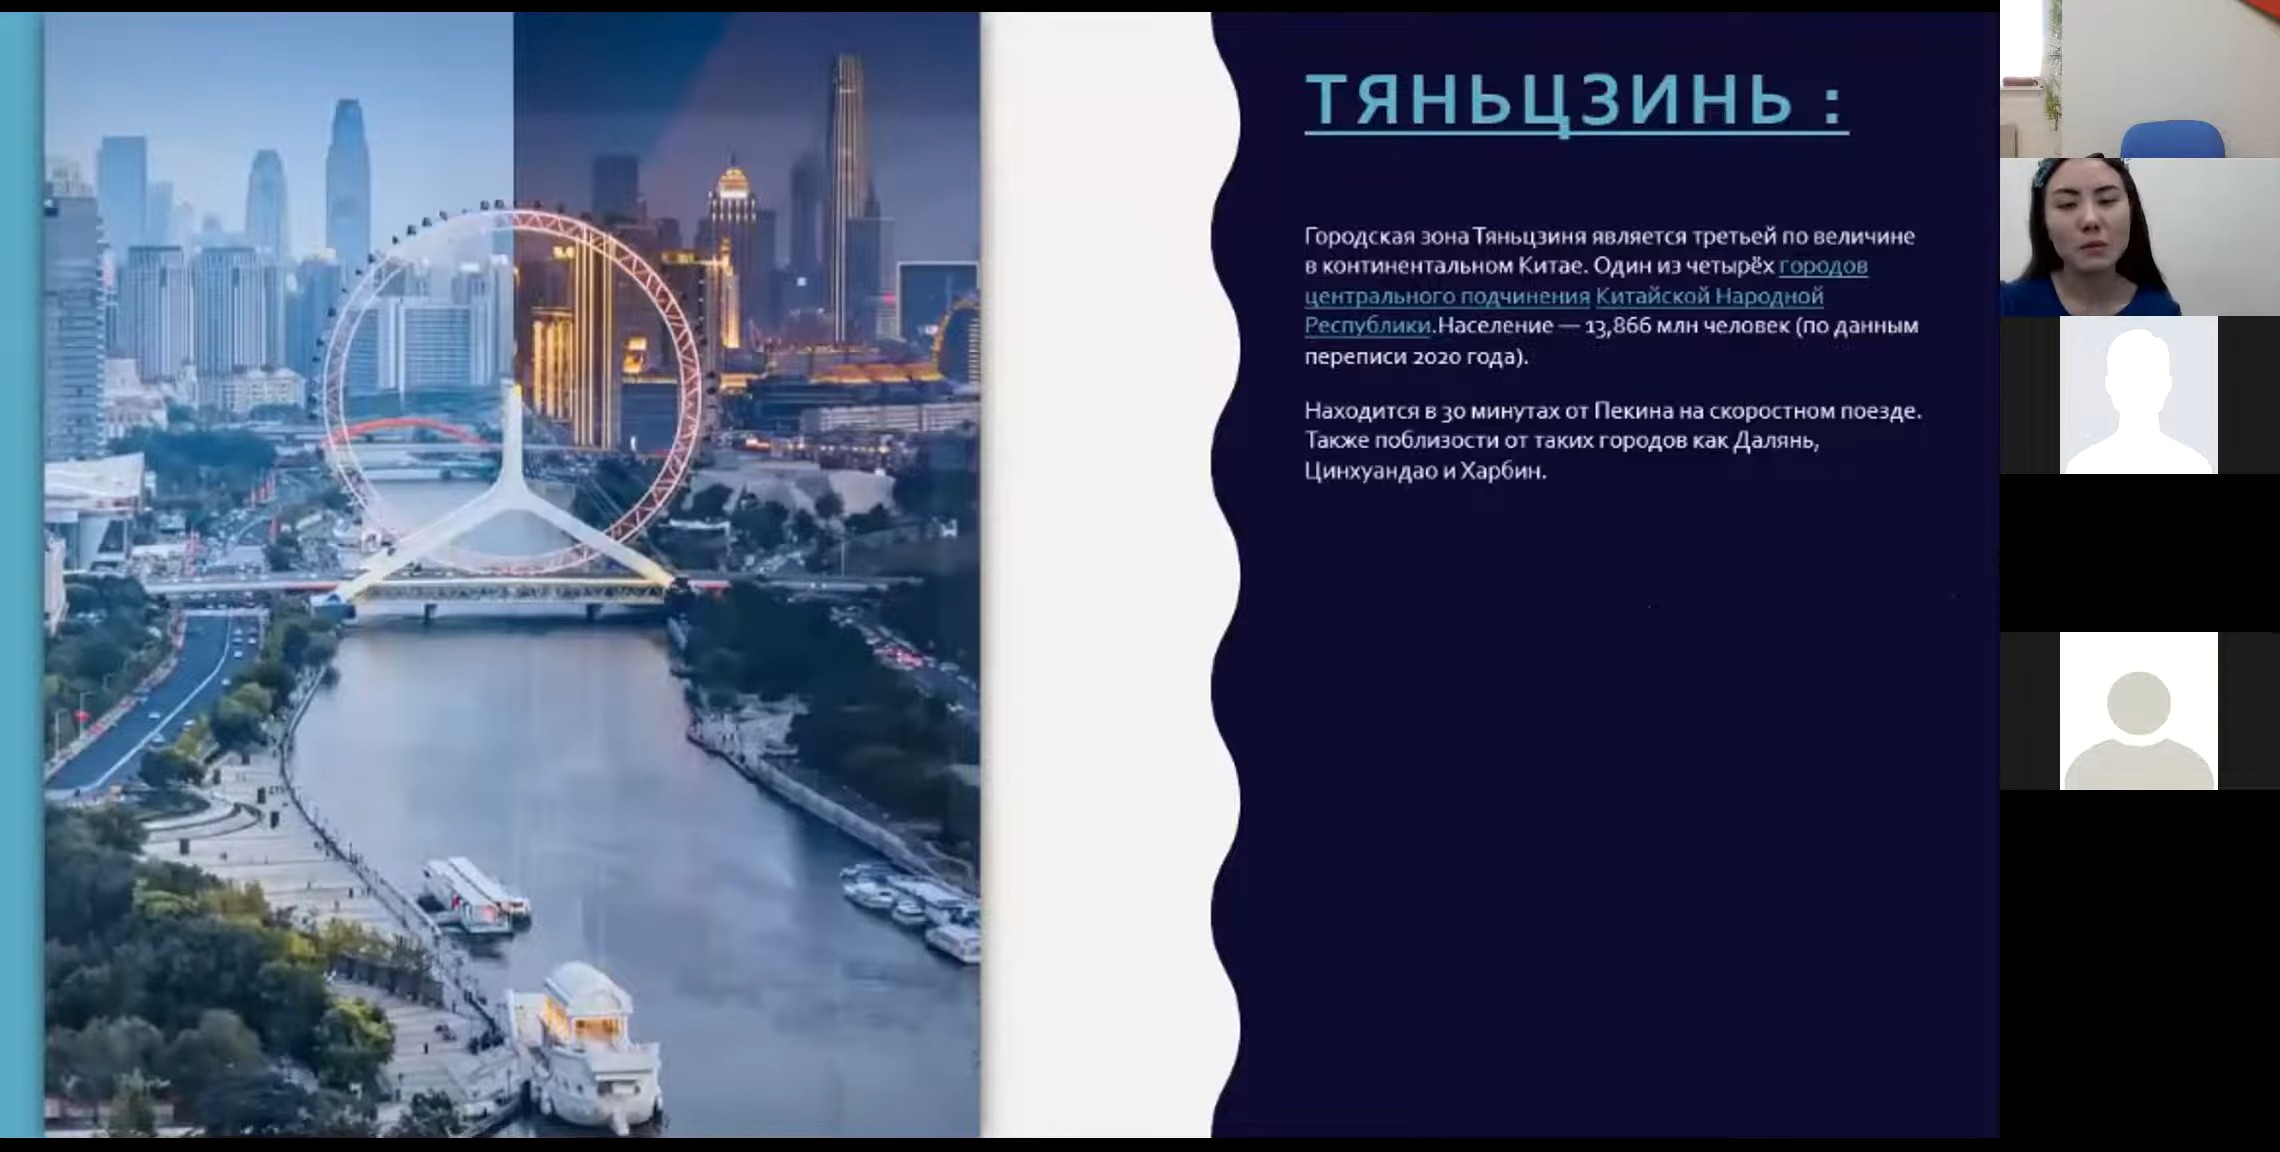 ТЯНЬЦЗИНЬ :
Городская зона Тяньцзиня является третьей по величине
в континентальном Китае. Один из четырёх городов
центрального подчинения Китайской Народной
Республики.Население — 13,866 млн человек (по данным
переписи 2020 года).
Находится в 30 минутах от Пекина на скоростном поезде.
Также поблизости от таких городов как Далянь,
Цинхуандао и Харбин.